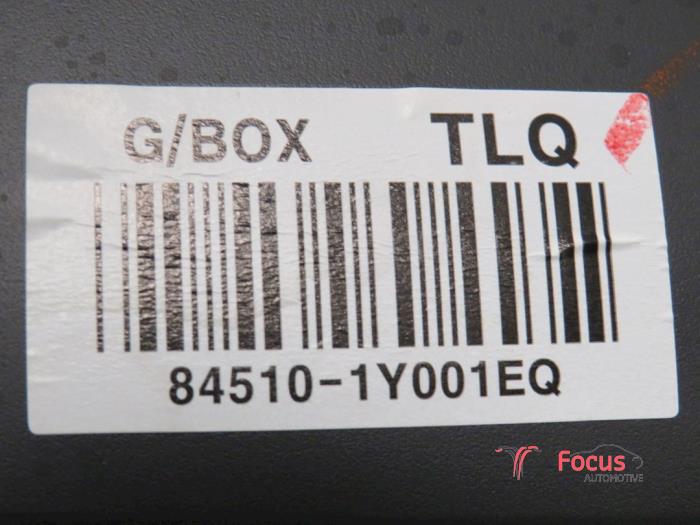 G/BOX TLQ
84510-1Y001EQ
Focus
AUTOMOTIVE